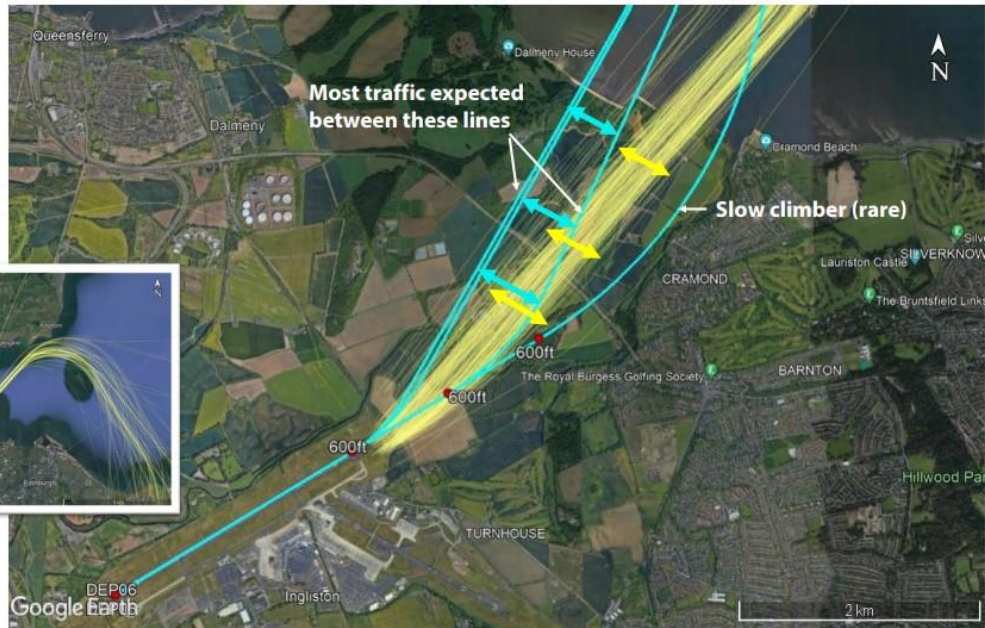 Queensferry
Dalmeny House
N
Most traffic expected
between these lines
Dalmeny
Cramond Beach
Slow climber (rare)
Silver
SILVERKNOW
Lauriston Castle
CRAMOND
The Bruntsfield Links
N
600ft
The Royal Burgess Golfing Society
BARNTON
600ft
600ft
Edinburgh
Hillwood Par
TURNHOUSE
DEP06
Ingliston
Google Earth
2 km